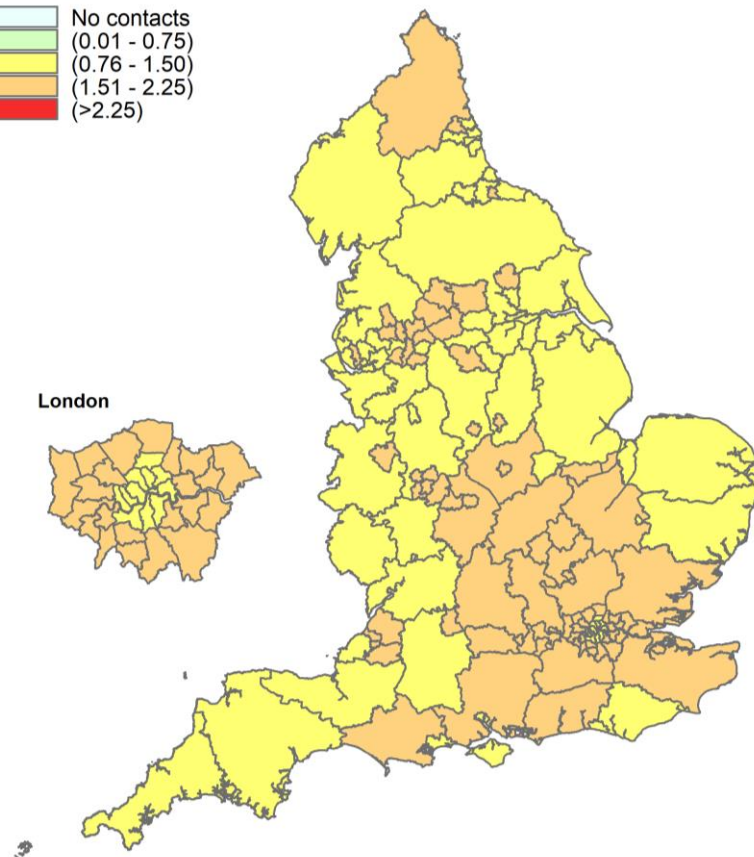 No contacts
(0.01 - 0.75)
(0.76 - 1.50)
(1.51 - 2.25)
(>2.25)
London